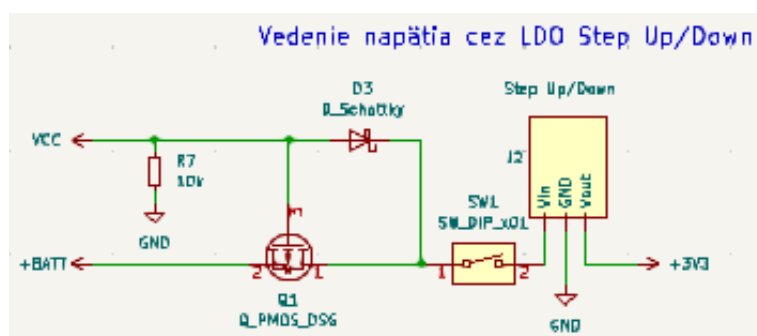 Vedenie napätia cez LDO Step Up/Down
D3
D_Schottky
Step Up/Down
VCC
R7
10k
J2
Vin
GND
Vout
GND
3
SW1
SW_DIP_x01
+BATT
2
1
1
2
+3V3
Q1
Q_PMOS_DSG
GND